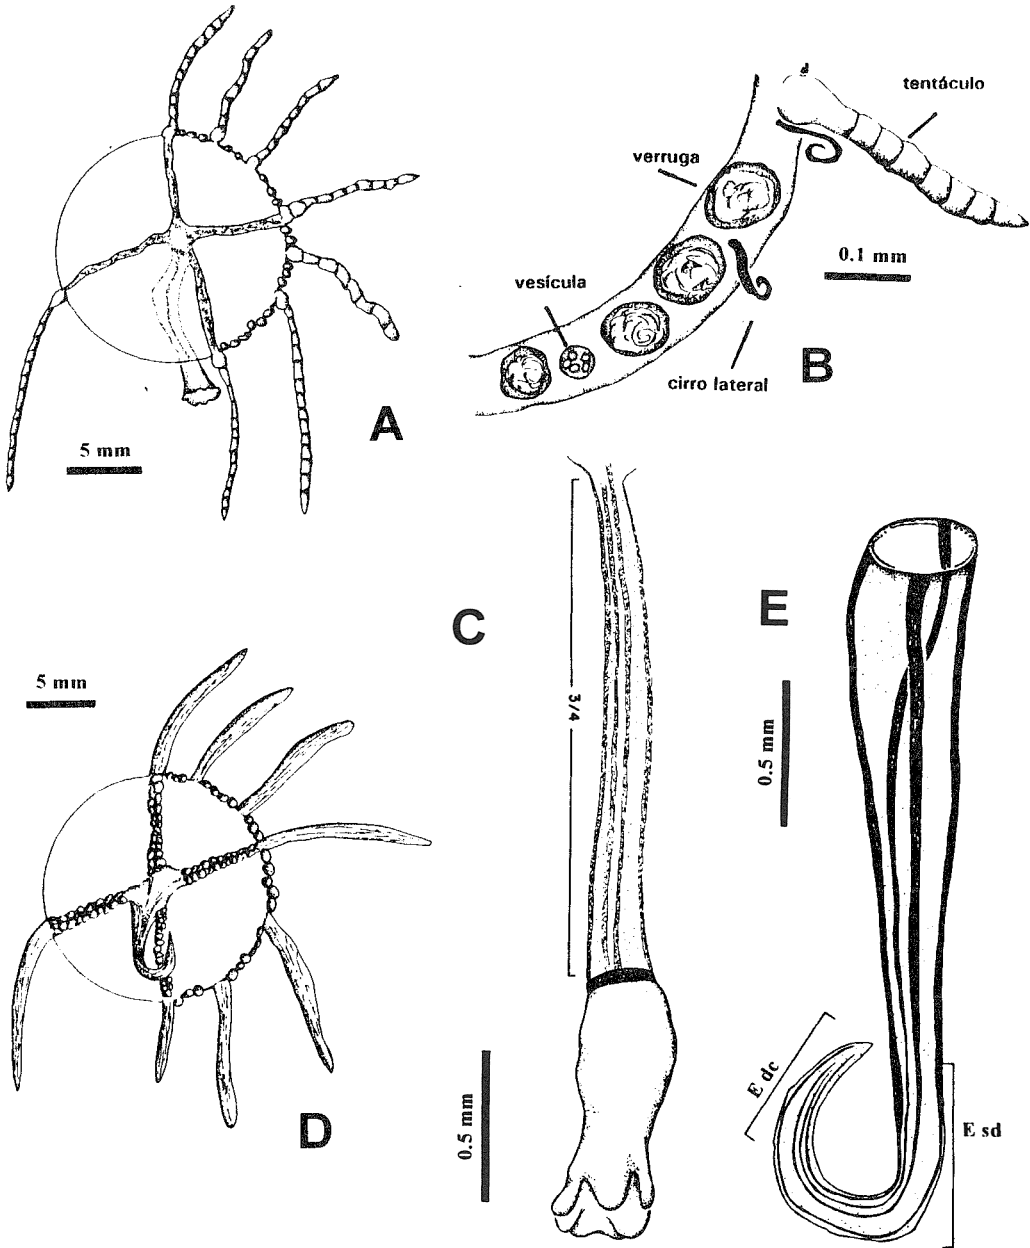 A
5 mm
tentáculo
verruga
0.1 mm
vesícula
cirro lateral
B
C
3/4
0.5 mm
5 mm
D
E
0.5 mm
E dc
E sd